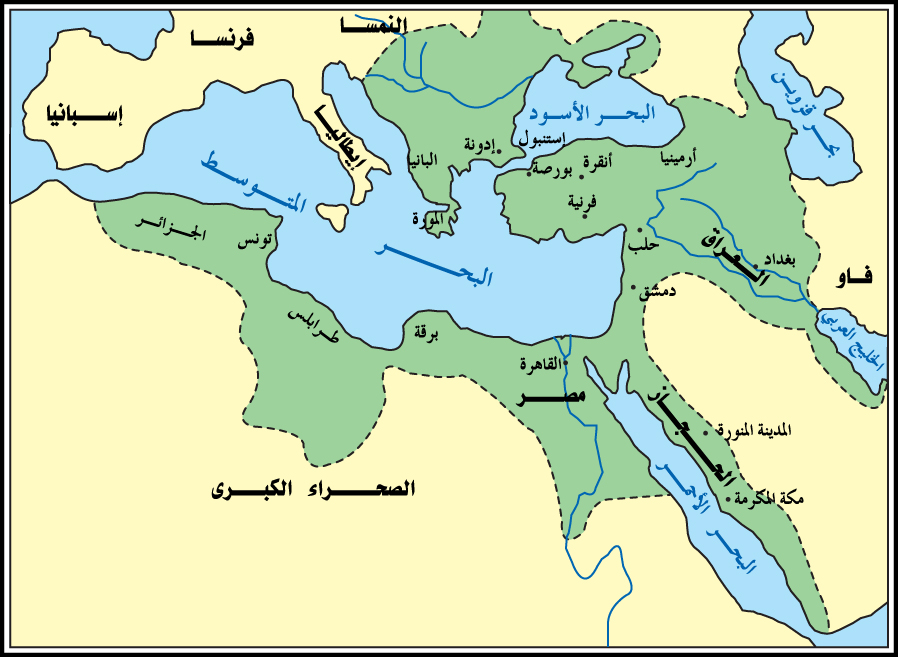 النمسا
فرنسا
إسبانيا
إيطاليا
البحر الأسود
بحر قزوين
إستنبول
إدونة
ألبانيا
أرمينيا
أنقرة
بورصة
فرنية
المورة
البحر
المتوسط
الجزائر
تونس
طرابلس
برقة
حلب
العراق
بغداد
دمشق
فاو
الخليج العربي
القاهرة
مصر
الحجاز
المدينة المنورة
مكة المكرمة
البحر الأحمر
الصحراء الكبرى